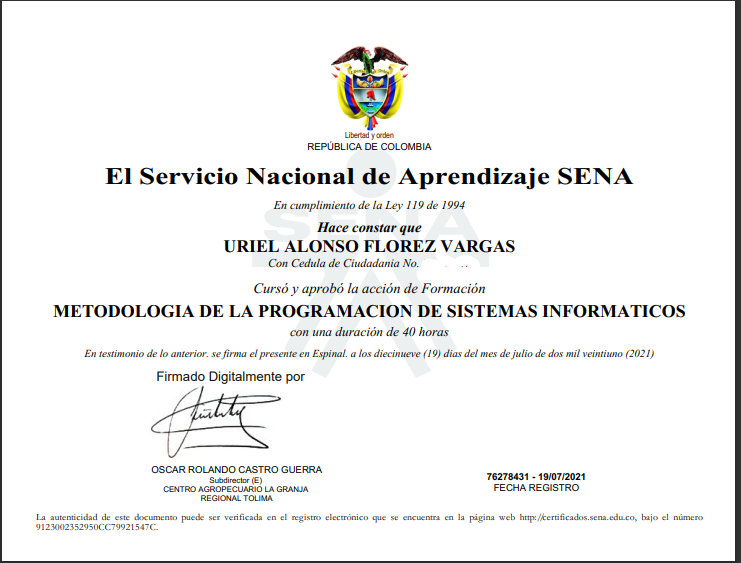 Libertad y orden
REPÚBLICA DE COLOMBIA
El Servicio Nacional de Aprendizaje SENA
En cumplimiento de la Ley 119 de 1994
SENA
Hace constar que
URIEL ALONSO FLOREZ VARGAS
Con Cedula de Ciudadania No.
Cursó y aprobó la acción de Formación
METODOLOGIA DE LA PROGRAMACION DE SISTEMAS INFORMATICOS
con una duración de 40 horas
En testimonio de lo anterior. se firma el presente en Espinal. a los diecinueve (19) dias del mes de julio de dos mil veintiuno (2021)
Firmado Digitalmente por
OSCAR ROLANDO CASTRO GUERRA
Subdirector (E)
CENTRO AGROPECUARIO LA GRANJA
REGIONAL TOLIMA
76278431 - 19/07/2021
FECHA REGISTRO
La autenticidad de este documento puede ser verificada en el registro electrónico que se encuentra en la página web http://certificados.sena.edu.co, bajo el número
9123002352950CC79921547C.